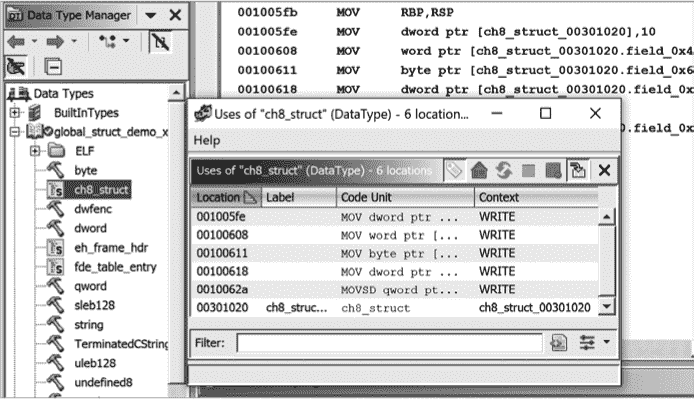 Data Type Manager
Data Types
BuiltInTypes
global_struct_demo_x
ELF
byte
ch8_struct
dwfenc
dword
eh_frame_hdr
fde_table_entry
qword
sleb128
string
TerminatedCString
uleb128
undefined8
001005fb MOV RBP,RSP
001005fe MOV dword ptr [ch8_struct_00301020],10
00100608 MOV word ptr [ch8_struct_00301020.field_0x4
00100611 MOV byte ptr [ch8_struct_00301020.field_0x6
00100618 MOV dword ptr [ch8_struct_00301020.field_0x
0.field_0x
Uses of "ch8_struct" (DataType) - 6 location...
Help
Uses of "ch8_struct" (DataType) - 6 locations
Location Label Code Unit Context
001005fe MOV dword ptr ... WRITE
00100608 MOV word ptr [... WRITE
00100611 MOV byte ptr [... WRITE
00100618 MOV dword ptr ... WRITE
0010062a MOVSD qword pt... WRITE
00301020 ch8_struc... ch8_struct ch8_struct_00301020
Filter: